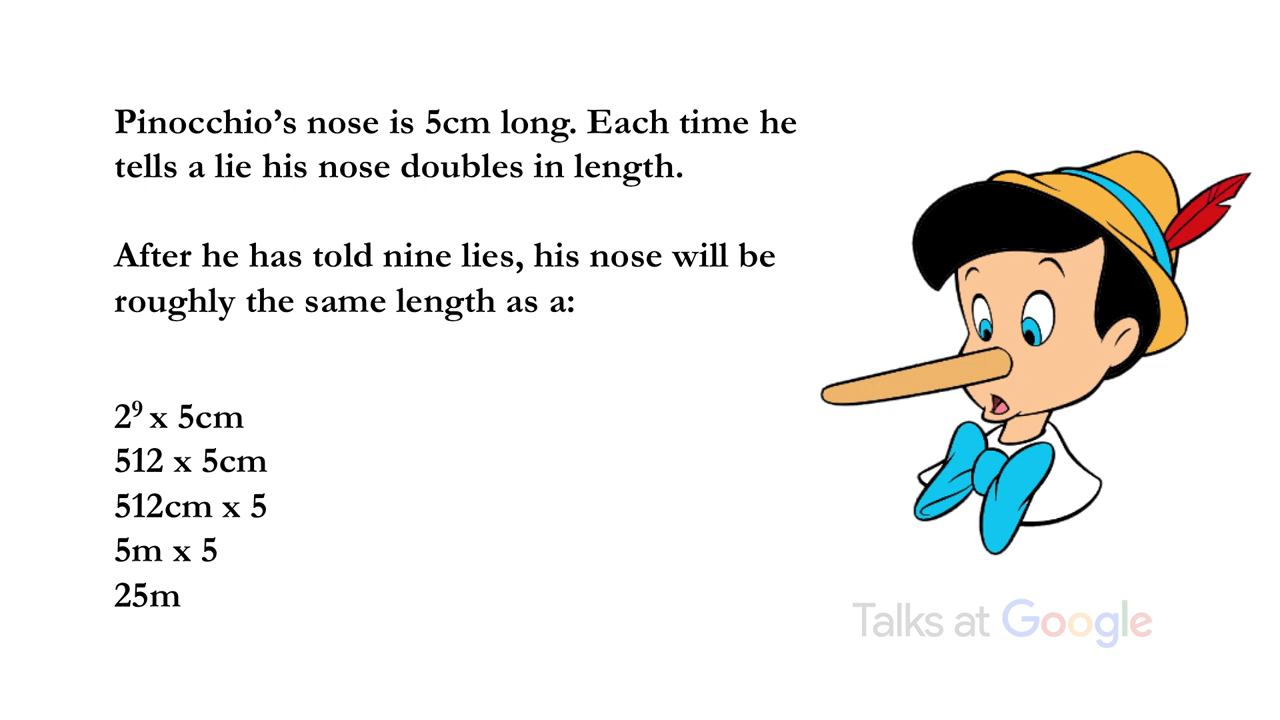 Pinocchio’s nose is 5cm long. Each time he
tells a lie his nose doubles in length.
After he has told nine lies, his nose will be
roughly the same length as a:
2⁹ x 5cm
512 x 5cm
512cm x 5
5m x 5
25m
Talks at Google